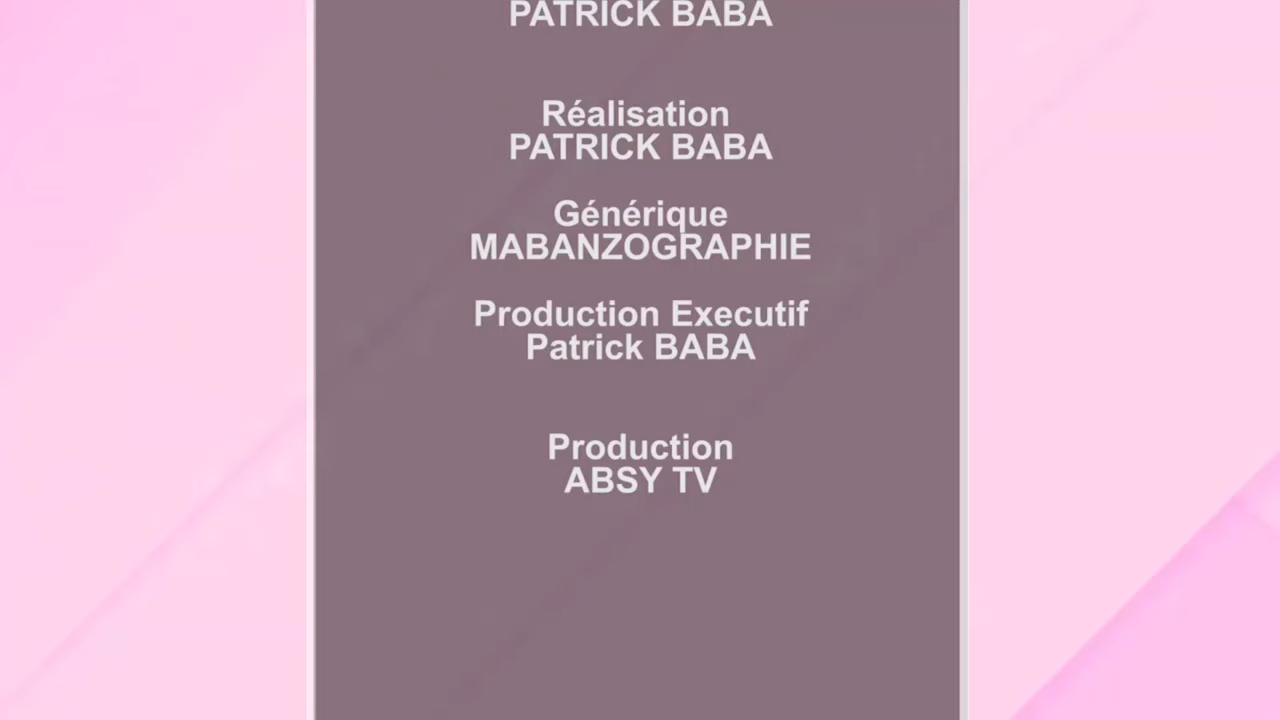 PATRICK BABA
Réalisation
PATRICK BABA
Générique
MABANZOGRAPHIE
Production Executif
Patrick BABA
Production
ABSY TV